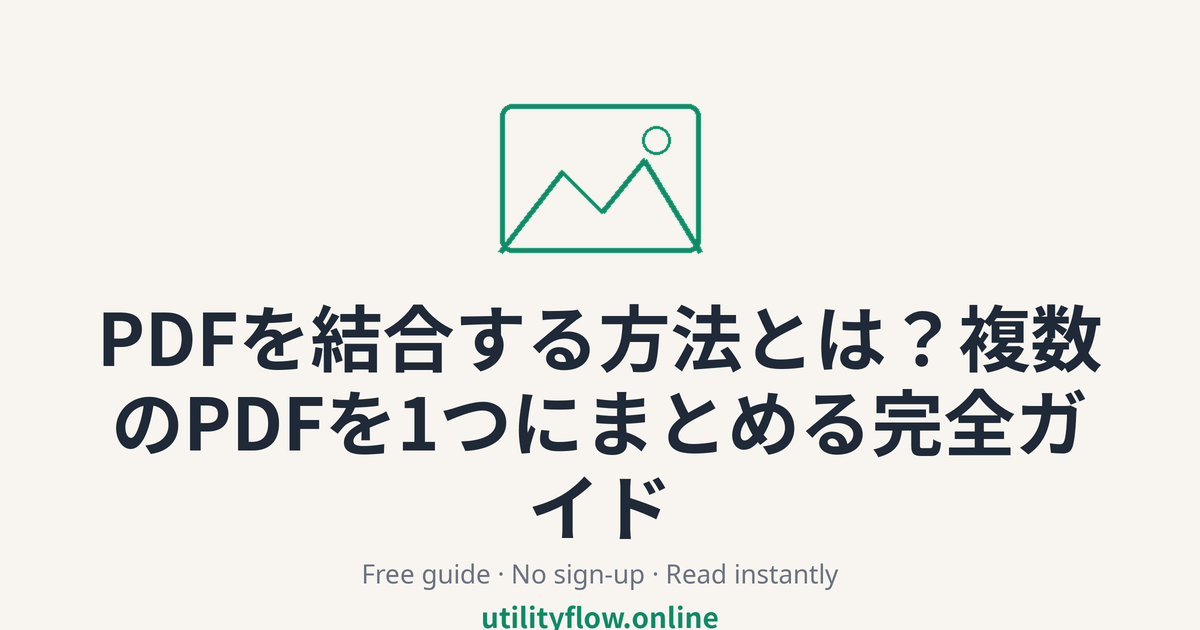 PDFを結合する方法とは？複数
のPDFを1つにまとめる完全ガ
イド
Free guide · No sign-up · Read instantly
utilityflow.online